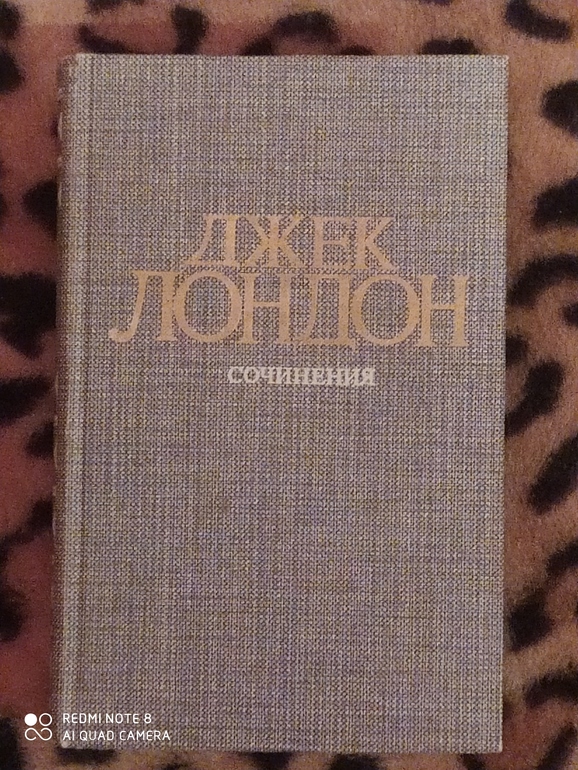 ДЖЕК
ЛОНДОН
СОЧИНЕНИЯ
REDMI NOTE 8
AI QUAD CAMERA